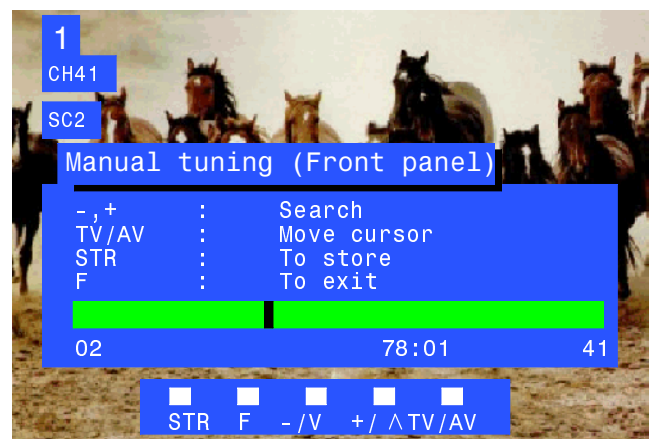 1
CH41
SC2
Manual tuning (Front panel)
-,+ : Search
TV/AV : Move cursor
STR : To store
F : To exit
02 78:01 41
STR F -/V +/ΛTV/AV